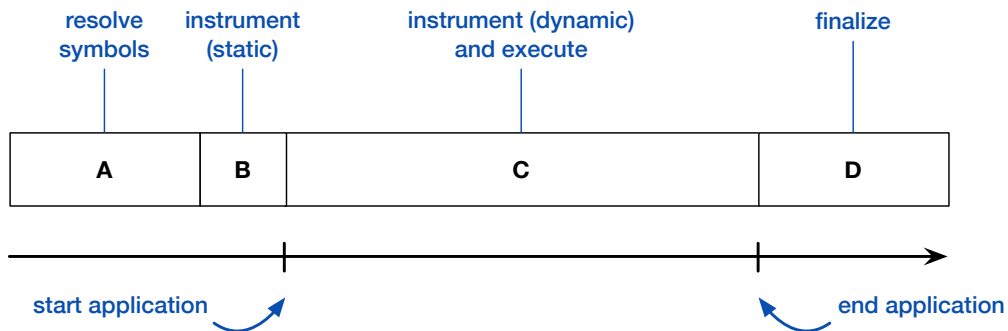 resolve
symbols
instrument
(static)
instrument (dynamic)
and execute
finalize
A
B
C
D
start application
end application